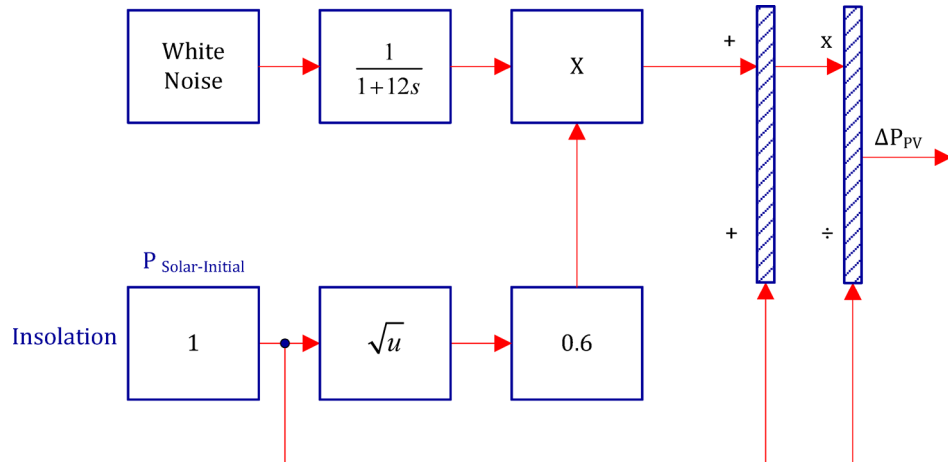 White
Noise
1
1+12s
X
+
x
ΔP_PV
+
÷
P Solar-Initial
Insolation
1
√u
0.6